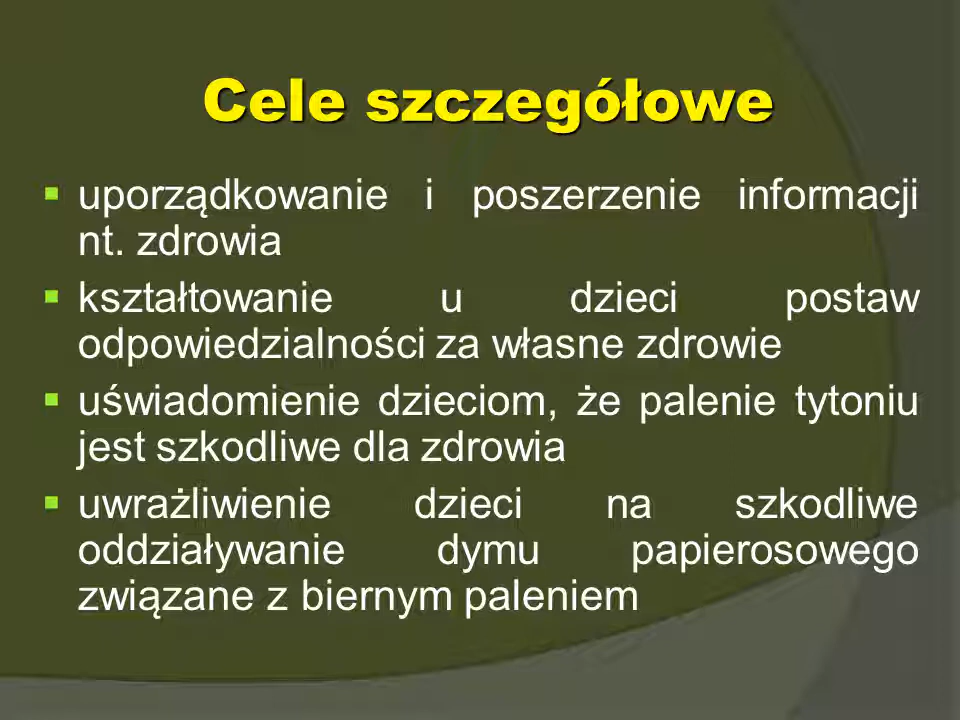 Cele szczegółowe
uporządkowanie i poszerzenie informacji
nt. zdrowia
kształtowanie u dzieci postaw
odpowiedzialności za własne zdrowie
uświadomienie dzieciom, że palenie tytoniu
jest szkodliwe dla zdrowia
uwrażliwienie dzieci na szkodliwe
oddziaływanie dymu papierosowego
związane z biernym paleniem